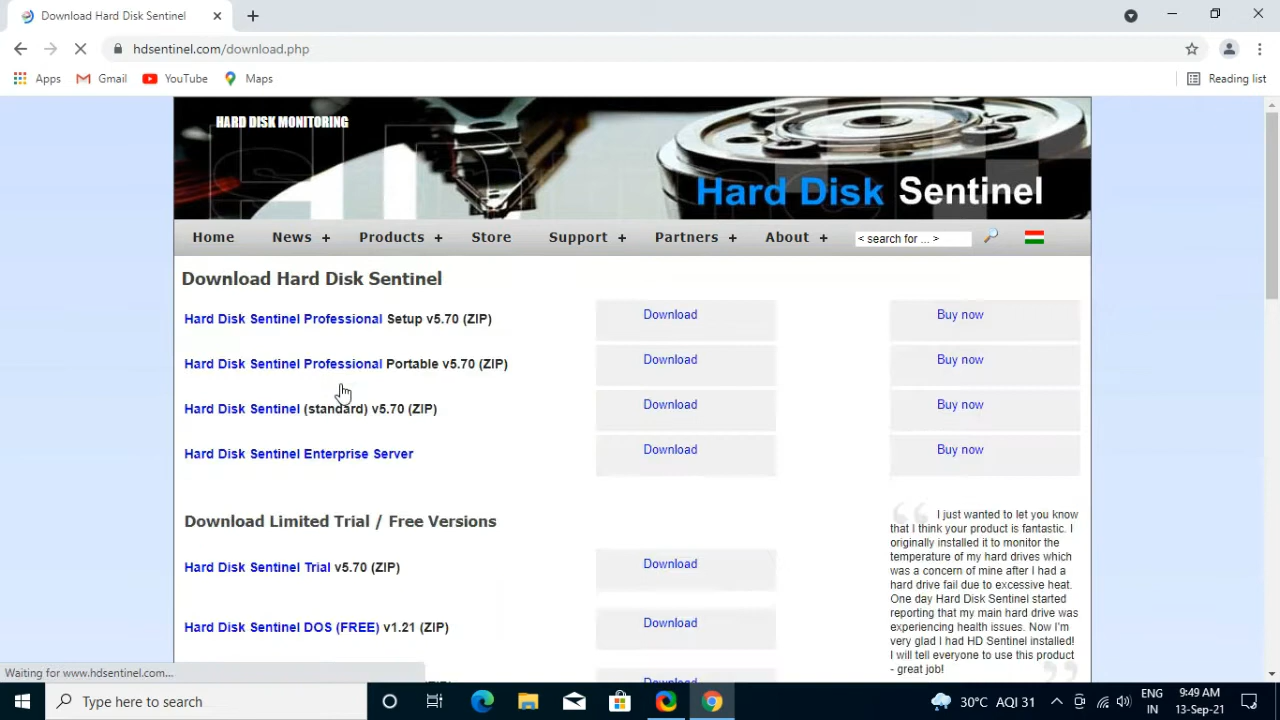 Download Hard Disk Sentinel
hdsentinel.com/download.php
Apps Gmail YouTube Maps Reading list
HARD DISK MONITORING
Hard Disk Sentinel
Home News + Products + Store Support + Partners + About + < search for ... >
Download Hard Disk Sentinel
Hard Disk Sentinel Professional Setup v5.70 (ZIP) Download Buy now
Hard Disk Sentinel Professional Portable v5.70 (ZIP) Download Buy now
Hard Disk Sentinel (standard) v5.70 (ZIP) Download Buy now
Hard Disk Sentinel Enterprise Server Download Buy now
Download Limited Trial / Free Versions
Hard Disk Sentinel Trial v5.70 (ZIP) Download
Hard Disk Sentinel DOS (FREE) v1.21 (ZIP) Download
Download
I just wanted to let you know
that I think your product is fantastic. I
originally installed it to monitor the
temperature of my hard drives which
was a concern of mine after I had a
hard drive fail due to excessive heat.
One day Hard Disk Sentinel started
reporting that my main hard drive was
experiencing health issues. Now I'm
very glad I had HD Sentinel installed!
I will tell everyone to use this product
- great job!
Waiting for www.hdsentinel.com...
Type here to search
30°C AQI 31
ENG
IN
9:49 AM
13-Sep-21